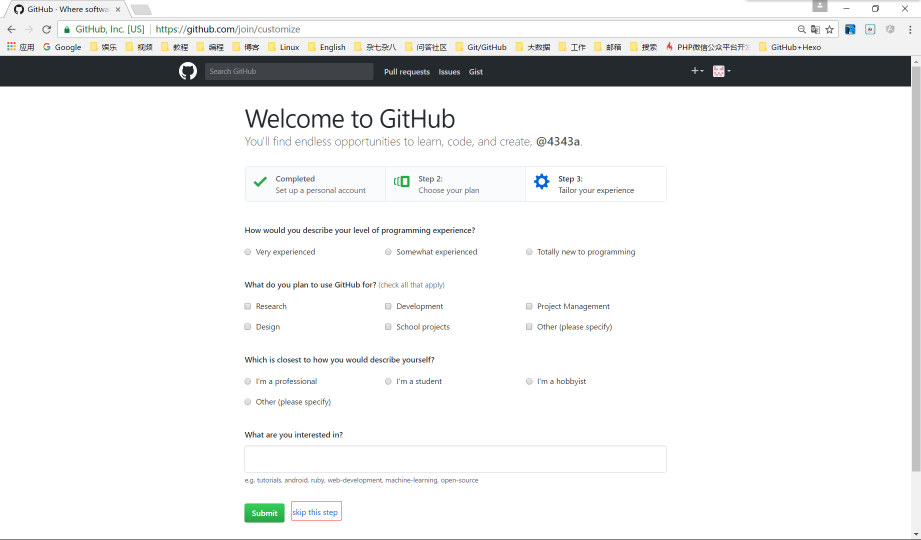 GitHub · Where softwa
GitHub, Inc. [US] https://github.com/join/customize
应用 Google 娱乐 视频 教程 编程 博客 Linux English 杂七杂八 问答社区 Git/GitHub 大数据 工作 邮箱 搜索 PHP微信公众平台开 GitHub+Hexo
Search GitHub Pull requests Issues Gist
Welcome to GitHub
You'll find endless opportunities to learn, code, and create, @4343a.
Completed
Set up a personal account
Step 2:
Choose your plan
Step 3:
Tailor your experience
How would you describe your level of programming experience?
Very experienced Somewhat experienced Totally new to programming
What do you plan to use GitHub for? (check all that apply)
Research Development Project Management
Design School projects Other (please specify)
Which is closest to how you would describe yourself?
I'm a professional I'm a student I'm a hobbyist
Other (please specify)
What are you interested in?
e.g. tutorials, android, ruby, web-development, machine-learning, open-source
Submit skip this step